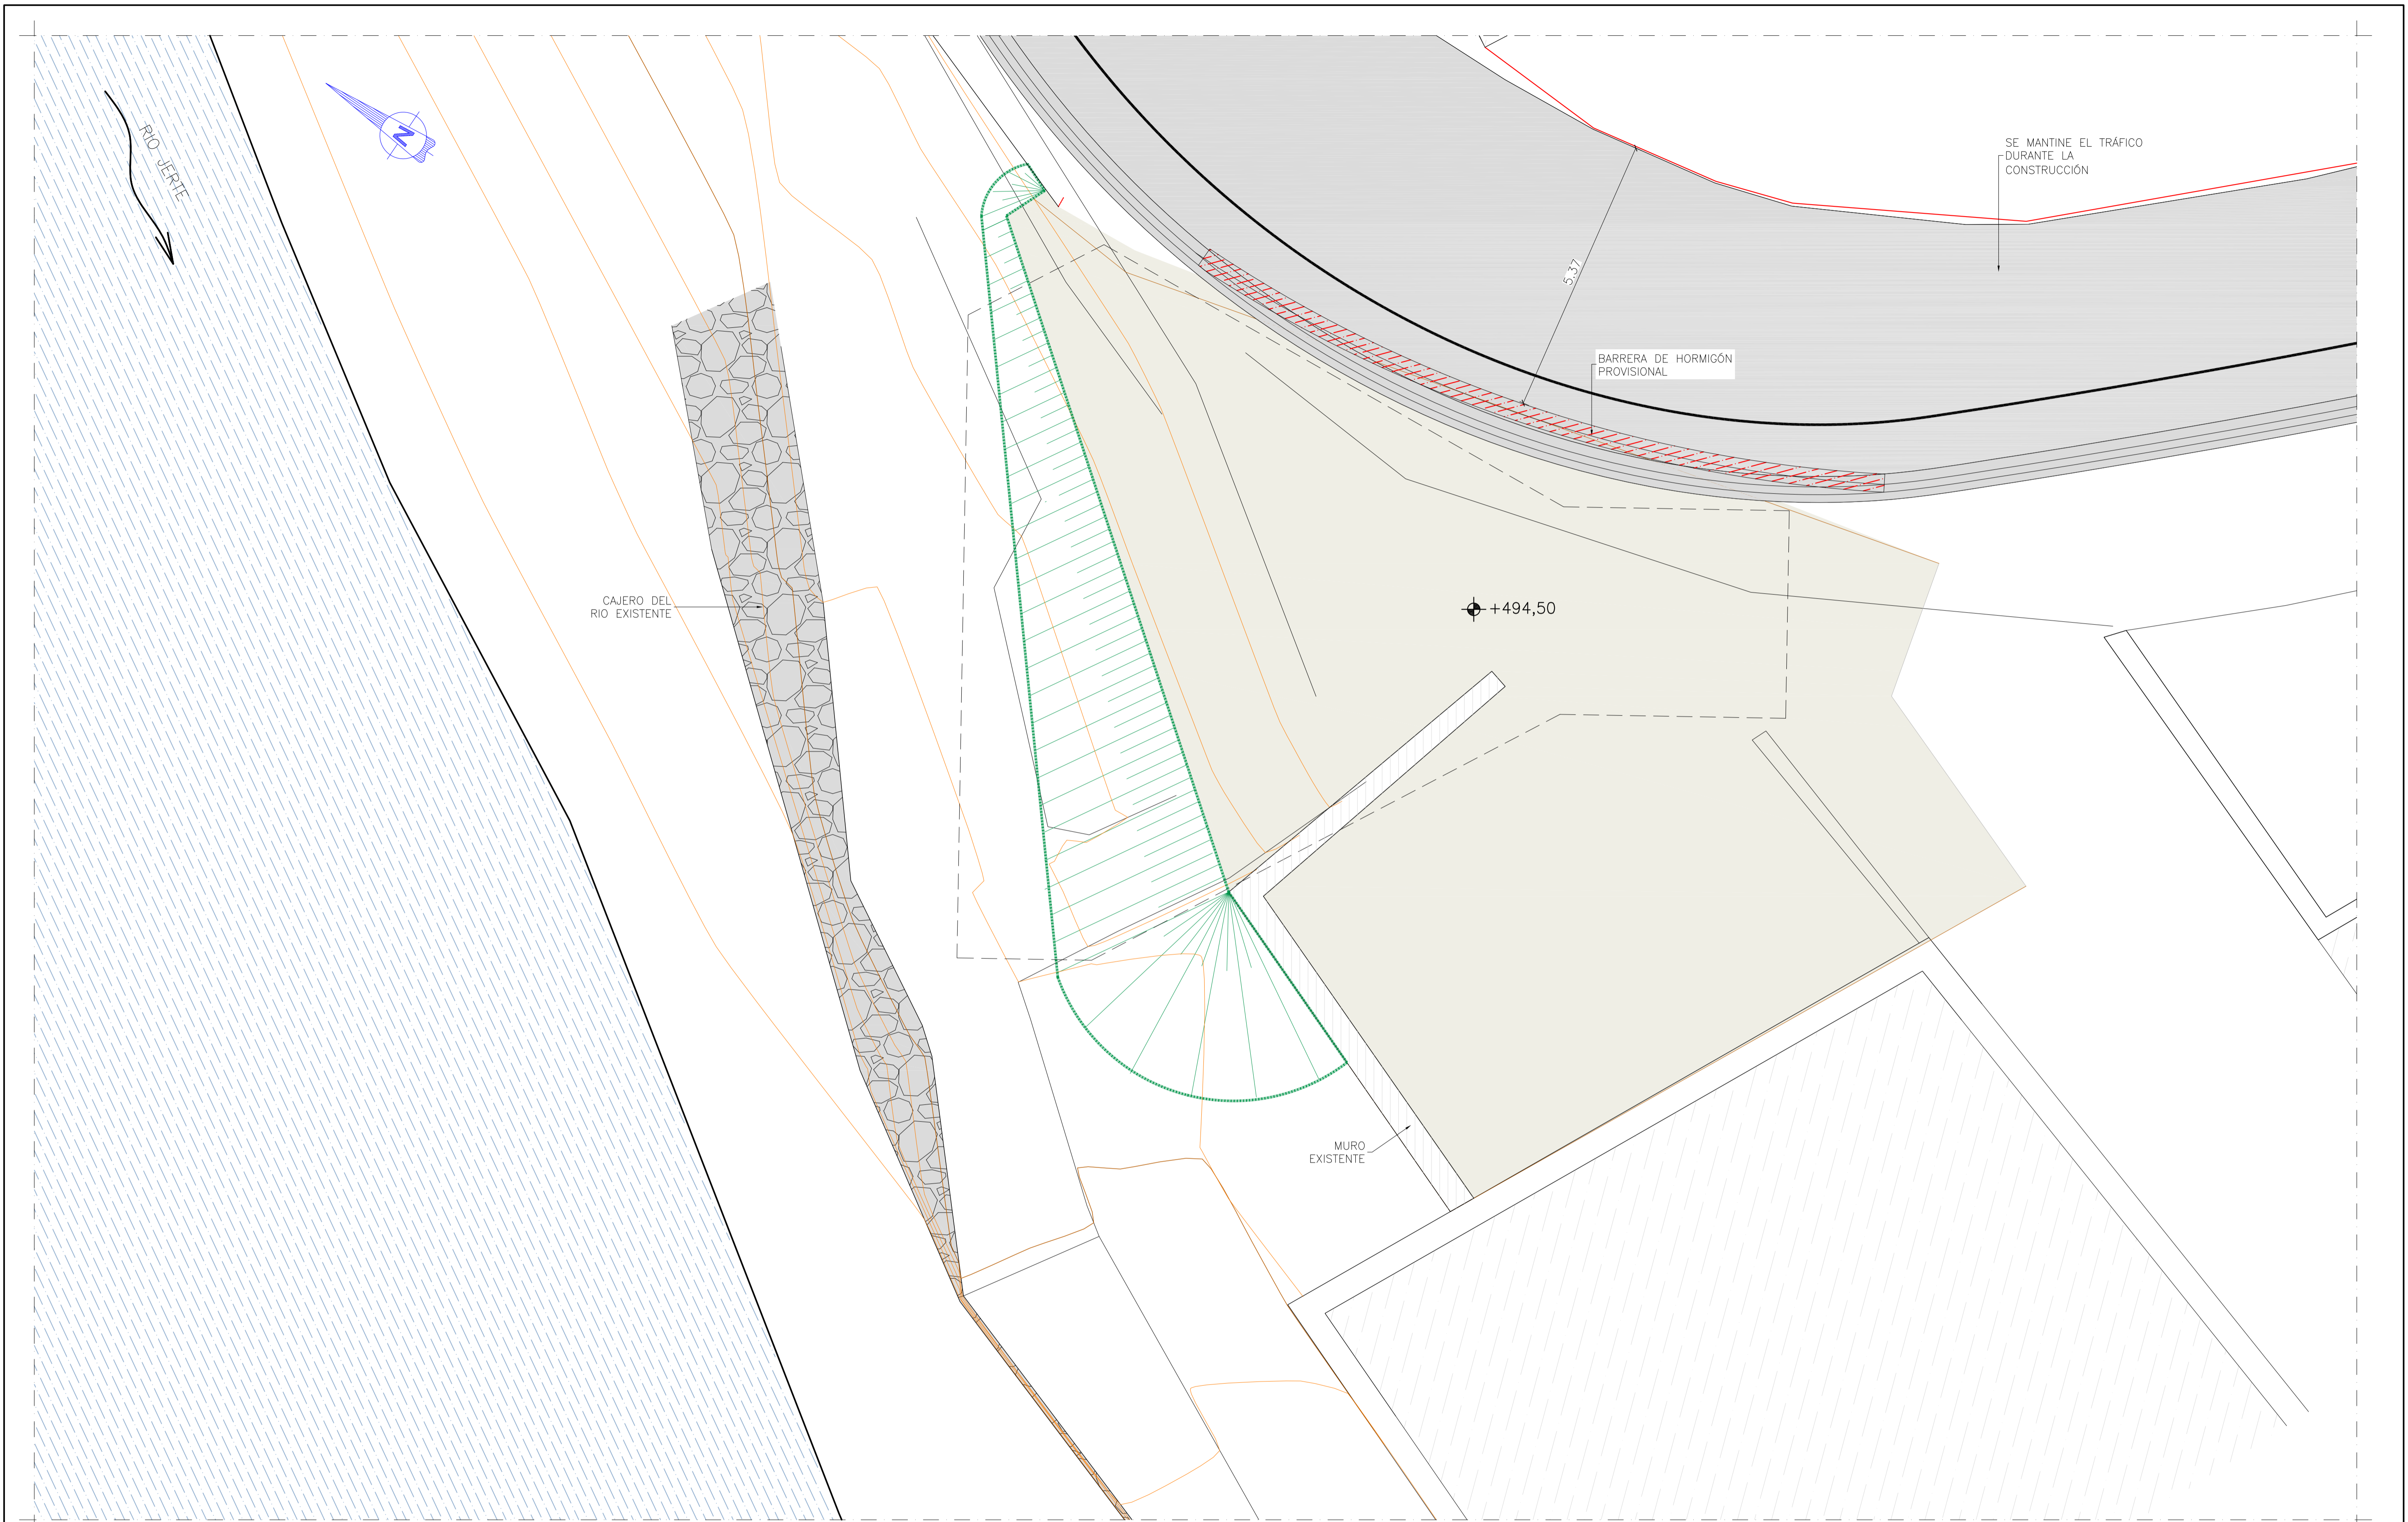 RIO JERTE
N
SE MANTINE EL TRÁFICO
DURANTE LA
CONSTRUCCIÓN
5.37
BARRERA DE HORMIGÓN
PROVISIONAL
CAJERO DEL
RIO EXISTENTE
+494,50
MURO
EXISTENTE